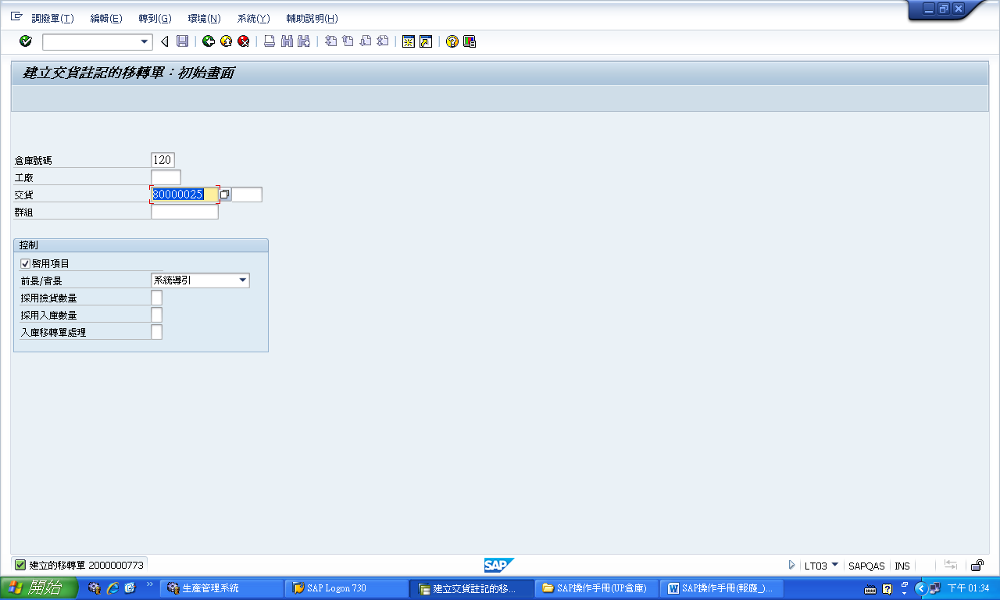 調撥單(T) 編輯(E) 轉到(G) 環境(N) 系統(Y) 輔助說明(H)
建立交貨註記的移轉單：初始畫面
倉庫號碼 120
工廠
交貨 80000025
群組
控制
啓用項目
前景/背景 系統導引
採用撿貨數量
採用入庫數量
入庫移轉單處理
建立的移轉單 2000000773 SAP LT03 SAPQAS INS
開始 生產管理系統 SAP Logon 730 建立交貨註記的移... SAP操作手冊(UP倉庫) SAP操作手冊(報廢_)... 下午 01:34